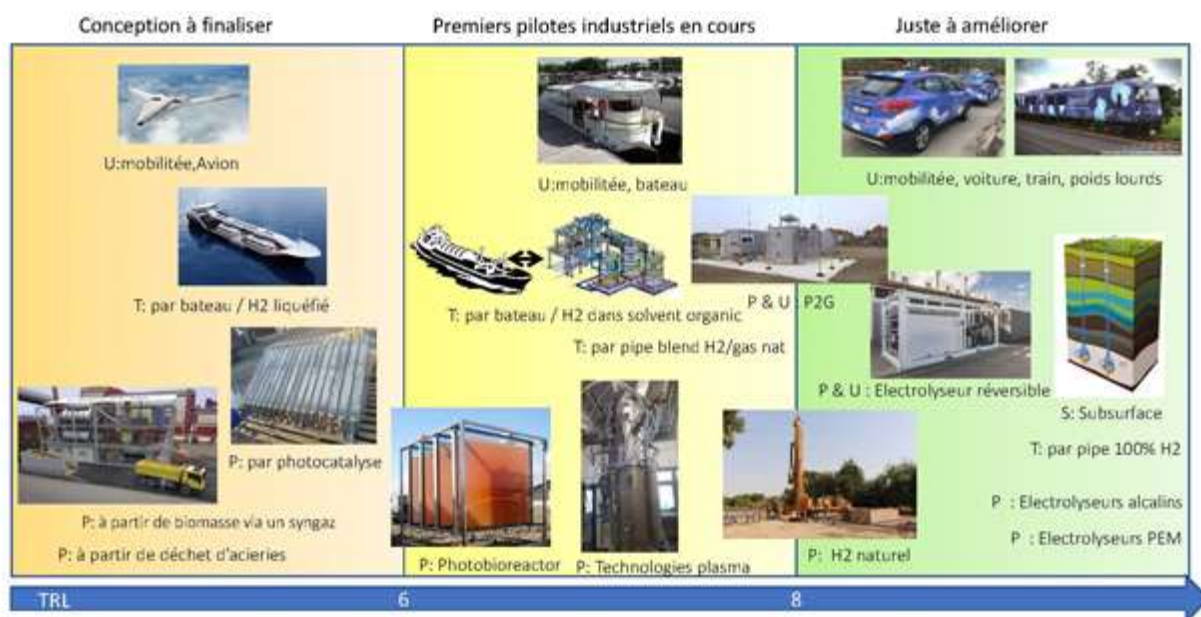 Conception à finaliser
Premiers pilotes industriels en cours
Juste à améliorer
U:mobilitée,Avion
T: par bateau / H2 liquéfié
P: par photocatalyse
P: à partir de biomasse via un syngaz
P: à partir de déchet d'acieries
U:mobilitée, bateau
P & U : P2G
T: par bateau / H2 dans solvent organic
T: par pipe blend H2/gas nat
P: Photobioreactor
P: Technologies plasma
P: H2 naturel
U:mobilitée, voiture, train, poids lourds
P & U : Electrolyseur réversible
S: Subsurface
T: par pipe 100% H2
P : Electrolyseurs alcalins
P : Electrolyseurs PEM
TRL
6
8